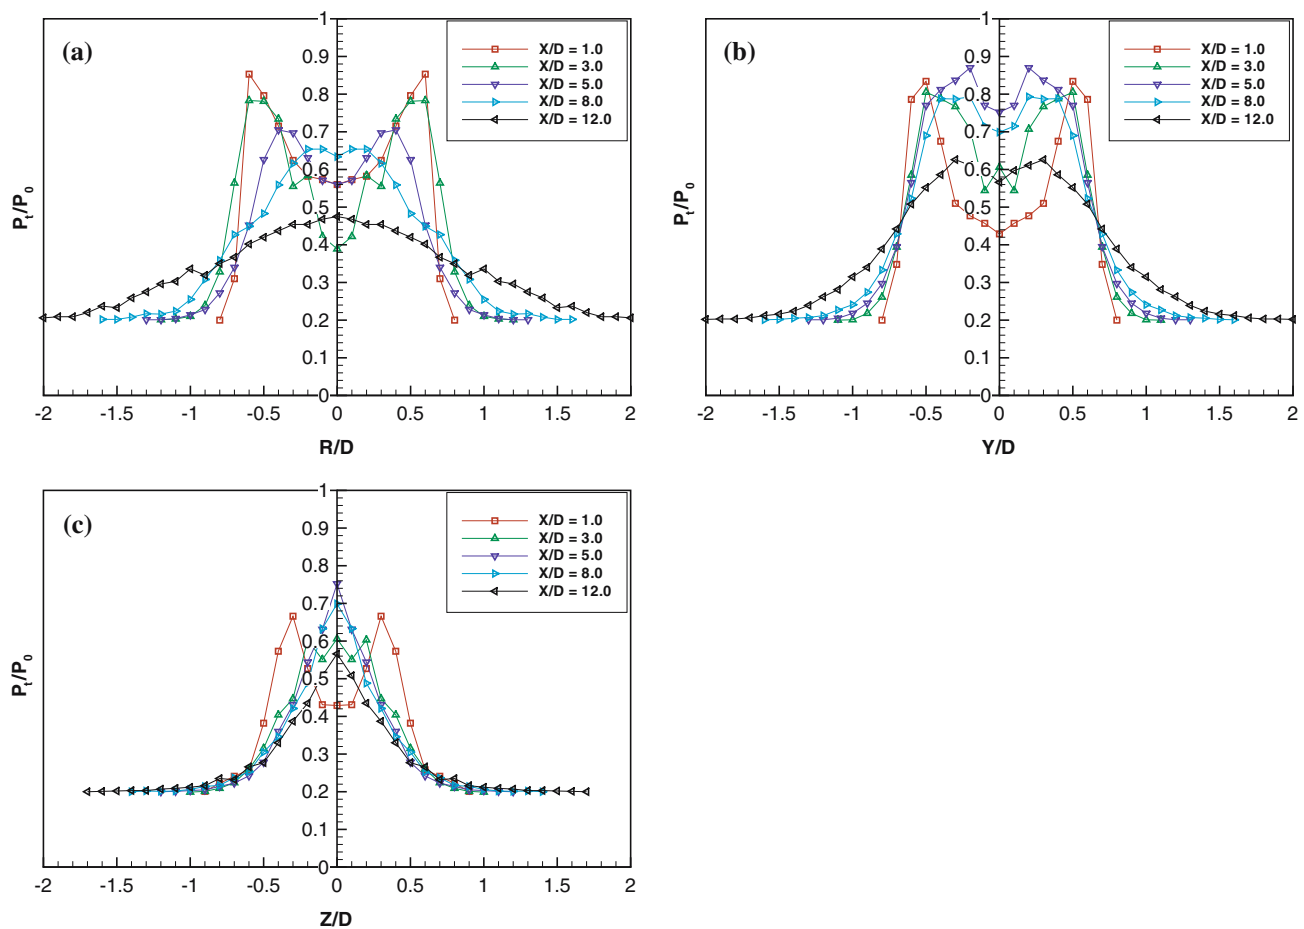 (a)
X/D = 1.0
X/D = 3.0
X/D = 5.0
X/D = 8.0
X/D = 12.0
1
0.9
0.8
0.7
0.6
0.5
0.4
0.3
0.2
0.1
0
-2 -1.5 -1 -0.5 0 0.5 1 1.5 2
Pt/P0
R/D
(b)
X/D = 1.0
X/D = 3.0
X/D = 5.0
X/D = 8.0
X/D = 12.0
1
0.9
0.8
0.7
0.6
0.5
0.4
0.3
0.2
0.1
0
-2 -1.5 -1 -0.5 0 0.5 1 1.5 2
Pt/P0
Y/D
(c)
X/D = 1.0
X/D = 3.0
X/D = 5.0
X/D = 8.0
X/D = 12.0
1
0.9
0.8
0.7
0.6
0.5
0.4
0.3
0.2
0.1
0
-2 -1.5 -1 -0.5 0 0.5 1 1.5 2
Pt/P0
Z/D